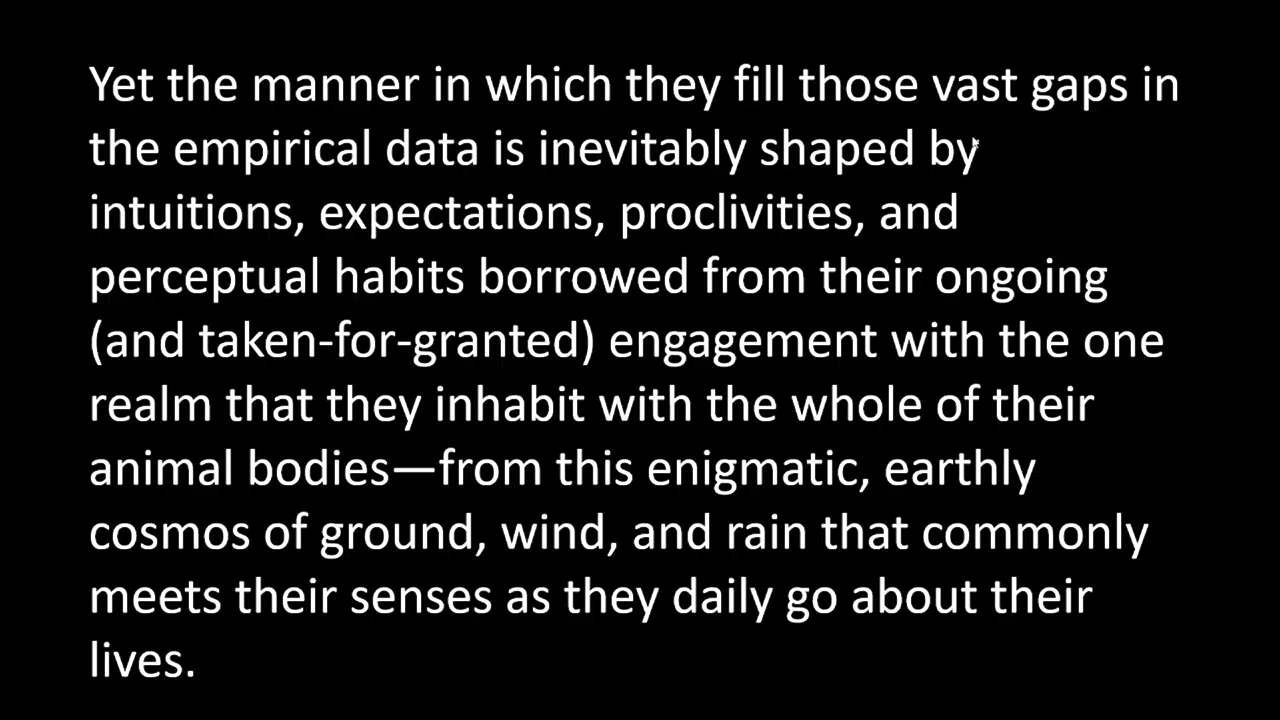 Yet the manner in which they fill those vast gaps in
the empirical data is inevitably shaped by
intuitions, expectations, proclivities, and
perceptual habits borrowed from their ongoing
(and taken-for-granted) engagement with the one
realm that they inhabit with the whole of their
animal bodies—from this enigmatic, earthly
cosmos of ground, wind, and rain that commonly
meets their senses as they daily go about their
lives.